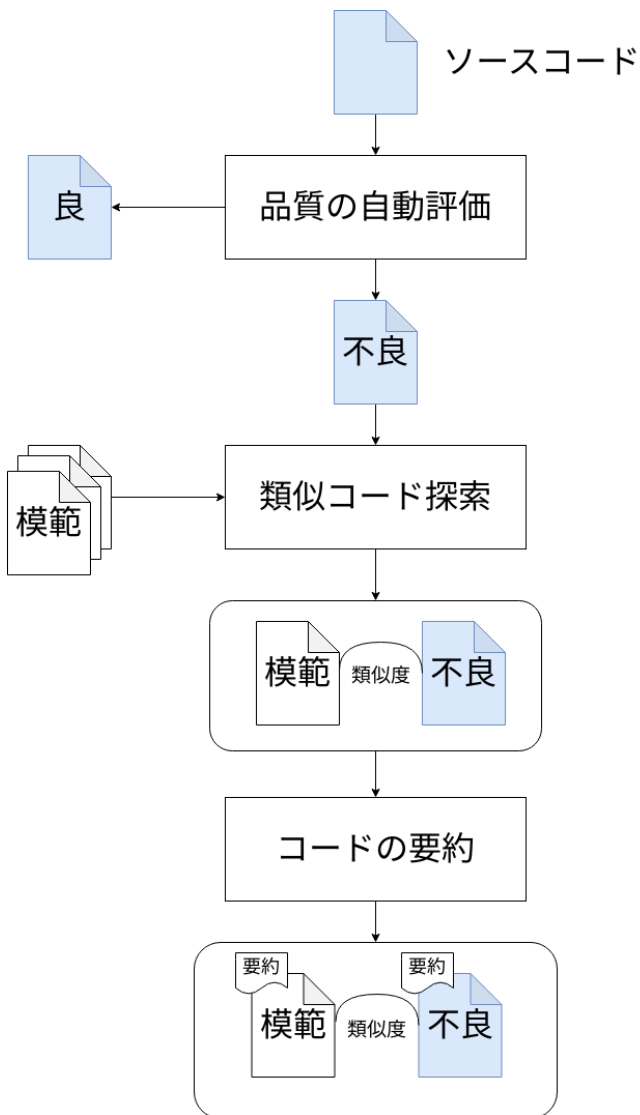 ソースコード
品質の自動評価
良
不良
模範
類似コード探索
模範
類似度
不良
コードの要約
要約
要約
模範
類似度
不良